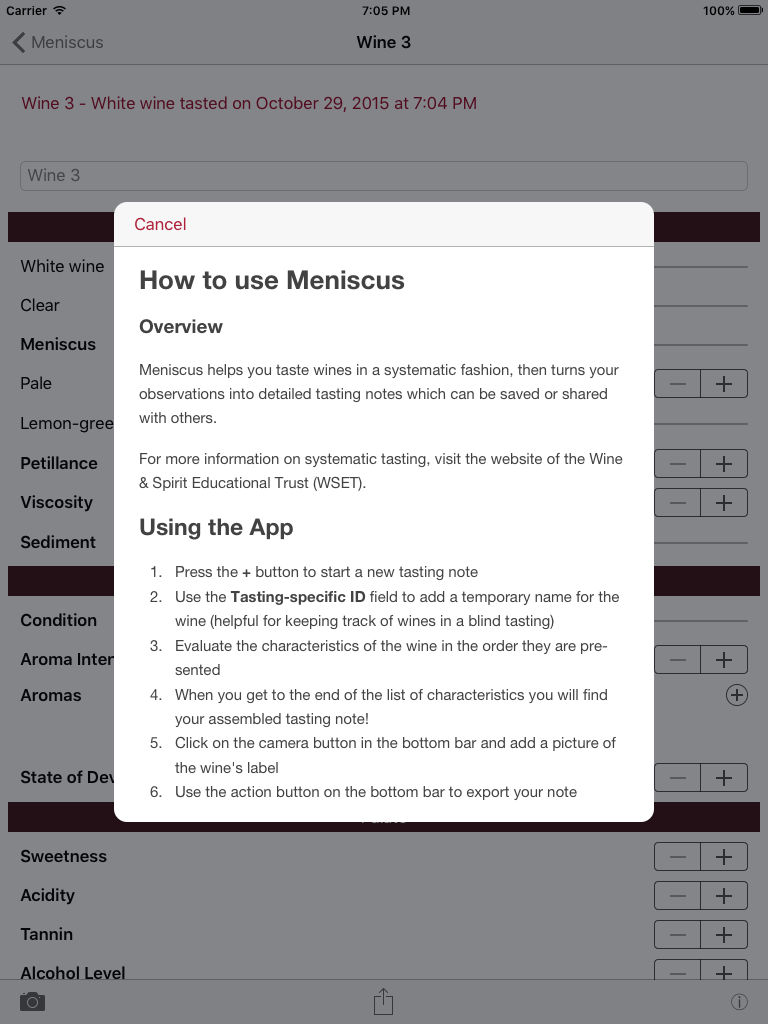 Carrier 7:05 PM 100%
Meniscus Wine 3
Wine 3 - White wine tasted on October 29, 2015 at 7:04 PM
Wine 3
Cancel
How to use Meniscus
Overview
Meniscus helps you taste wines in a systematic fashion, then turns your
observations into detailed tasting notes which can be saved or shared
with others.
For more information on systematic tasting, visit the website of the Wine
& Spirit Educational Trust (WSET).
Using the App
1. Press the + button to start a new tasting note
2. Use the Tasting-specific ID field to add a temporary name for the
wine (helpful for keeping track of wines in a blind tasting)
3. Evaluate the characteristics of the wine in the order they are pre-
sented
4. When you get to the end of the list of characteristics you will find
your assembled tasting note!
5. Click on the camera button in the bottom bar and add a picture of
the wine's label
6. Use the action button on the bottom bar to export your note
White wine
Clear
Meniscus
Pale
Lemon-gree
Petillance
Viscosity
Sediment
Condition
Aroma Inter
Aromas
State of Dev
Sweetness
Acidity
Tannin
Alcohol Level